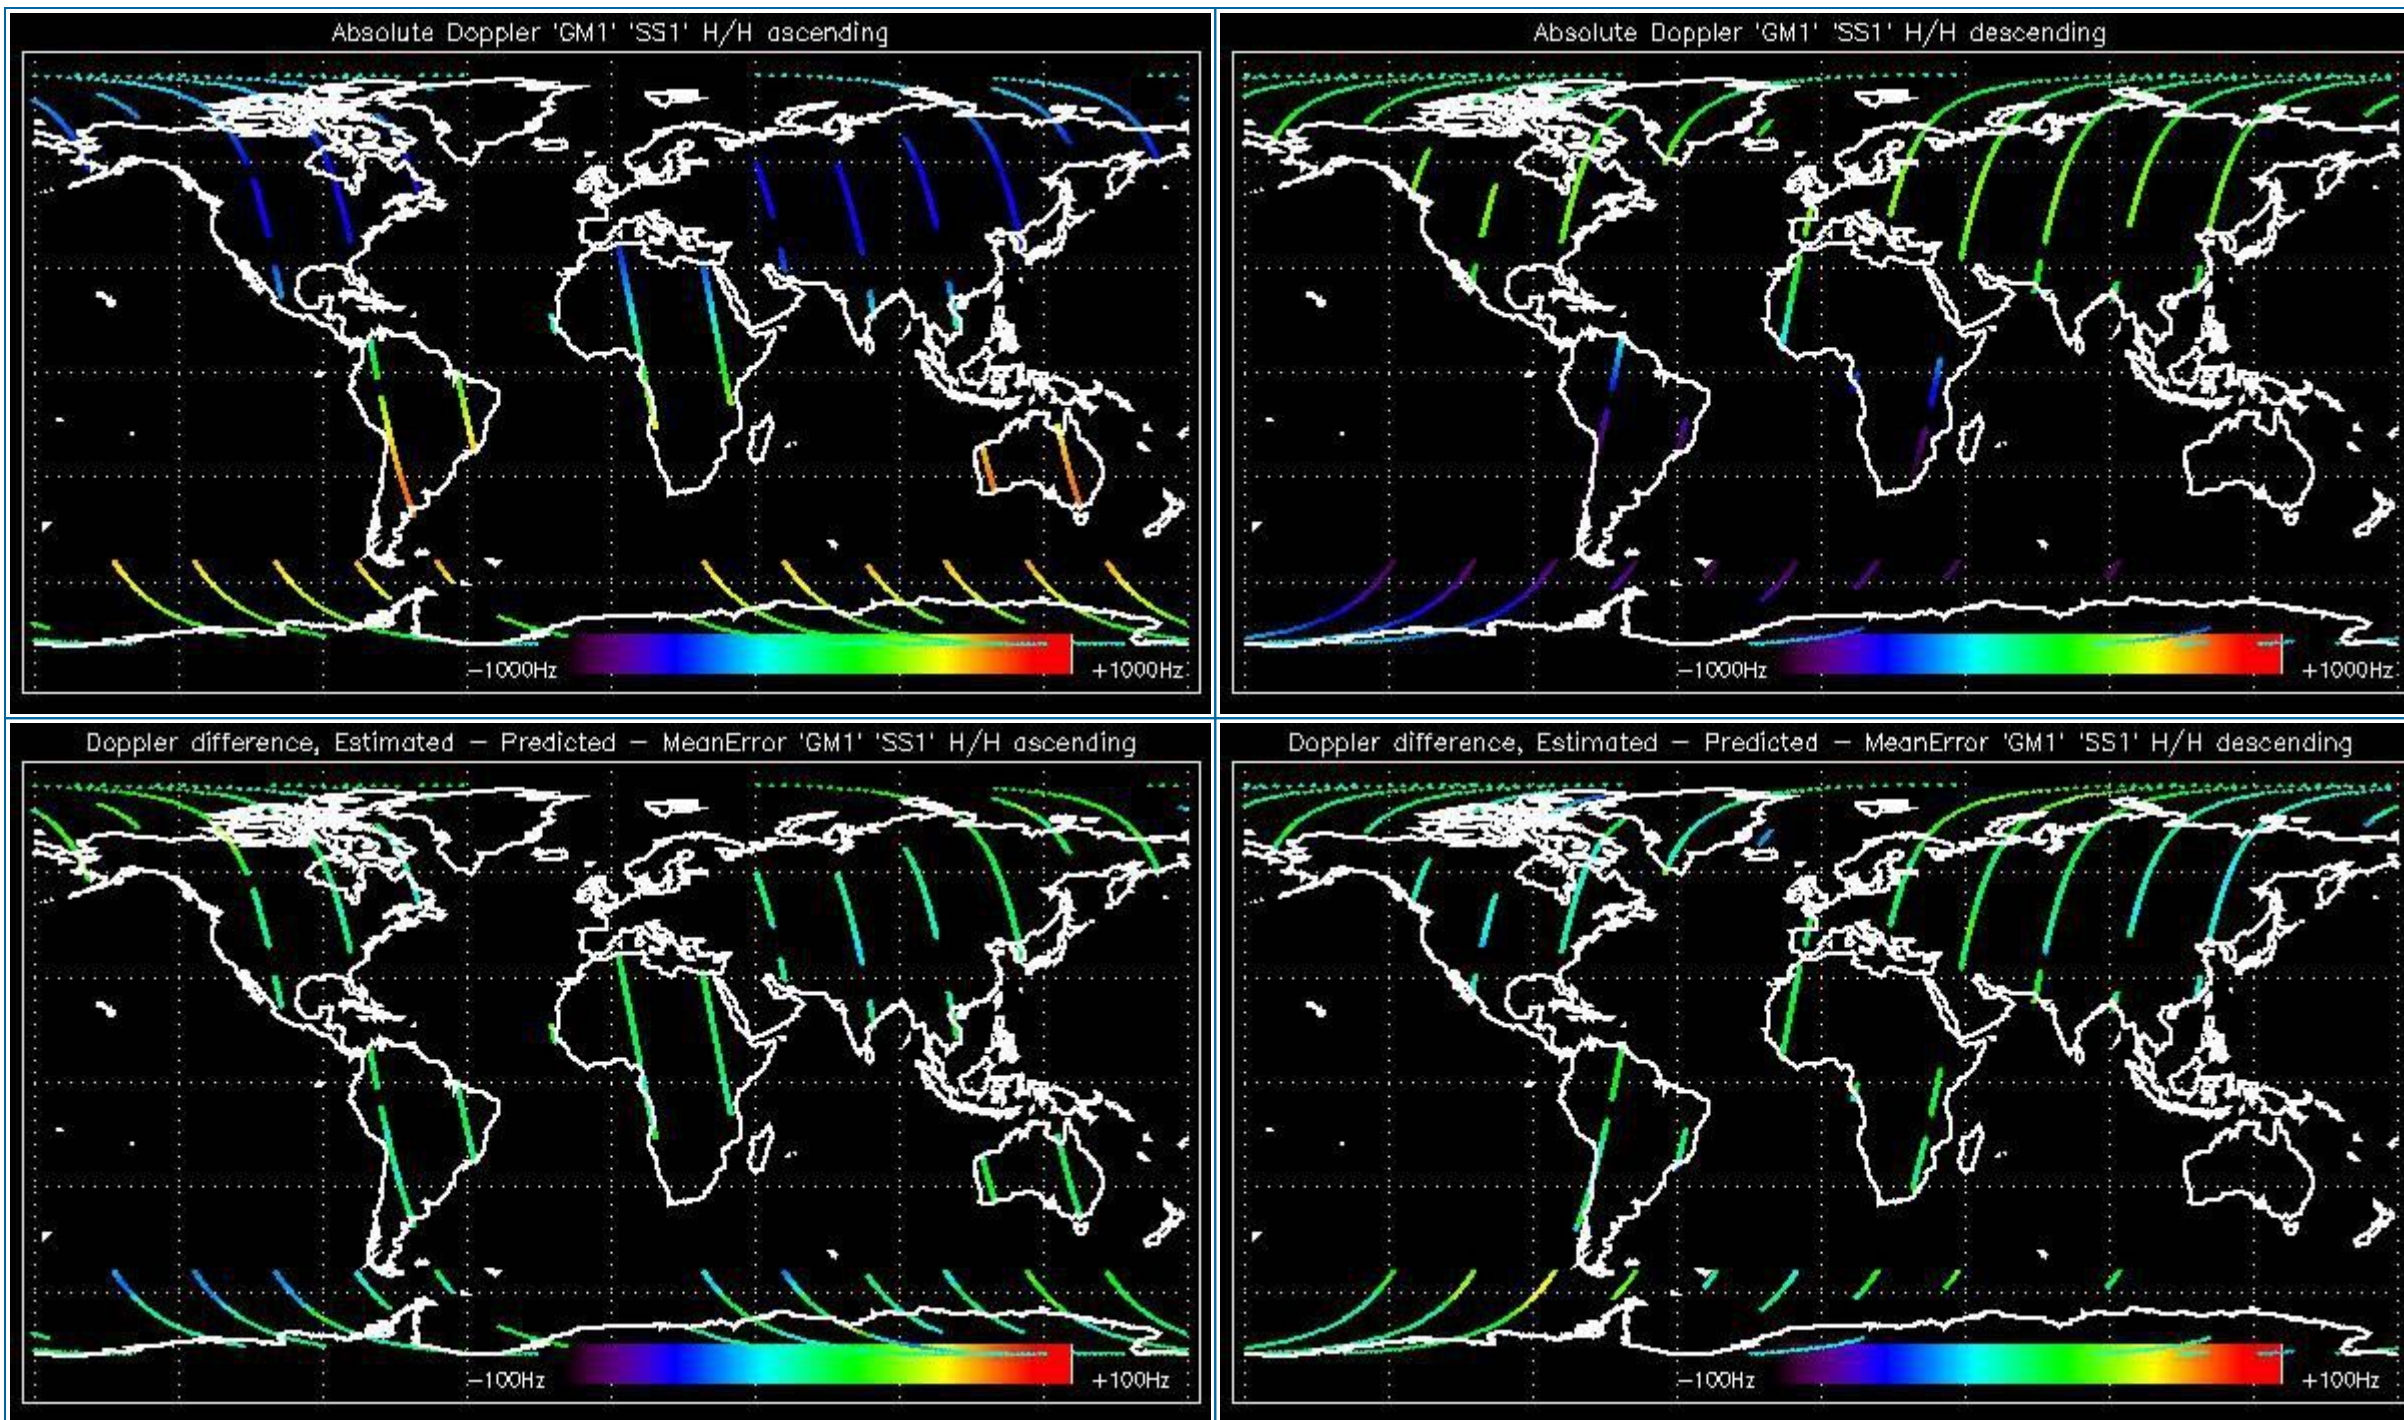 Absolute Doppler 'GM1' 'SS1' H/H ascending
-1000Hz
+1000Hz
Absolute Doppler 'GM1' 'SS1' H/H descending
-1000Hz
+1000Hz
Doppler difference, Estimated - Predicted - MeanError 'GM1' 'SS1' H/H ascending
-100Hz
+100Hz
Doppler difference, Estimated - Predicted - MeanError 'GM1' 'SS1' H/H descending
-100Hz
+100Hz